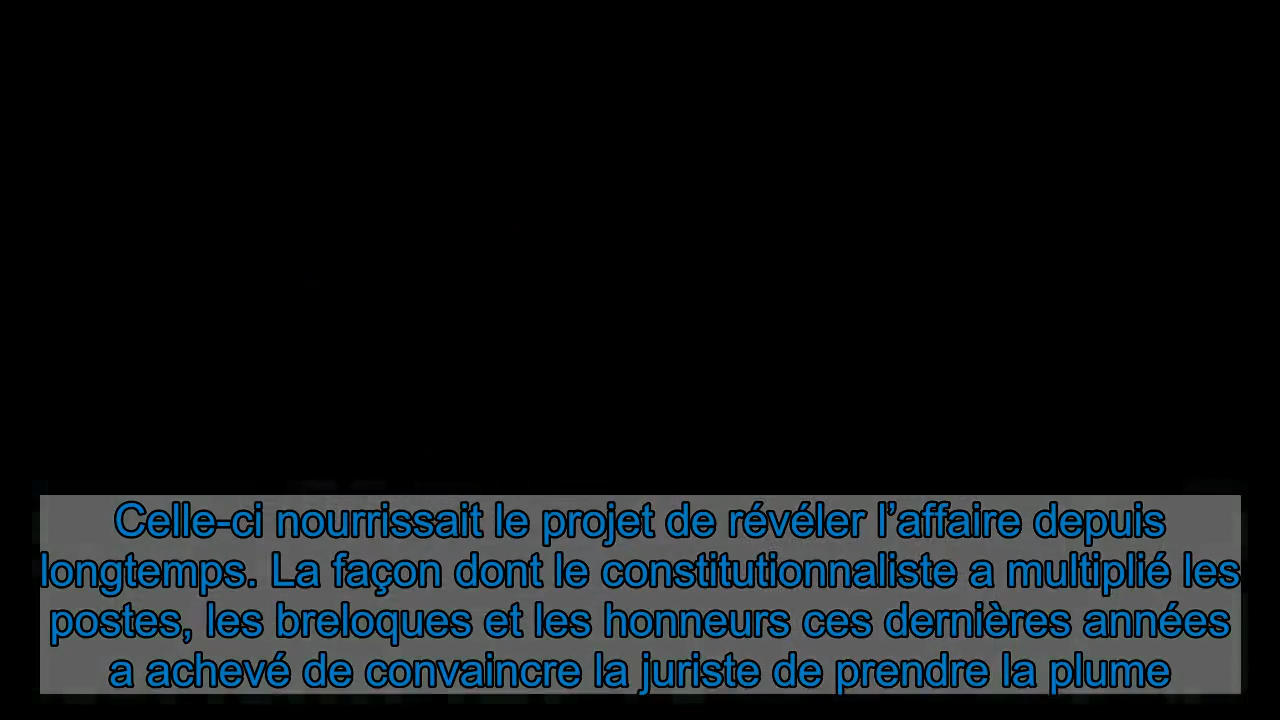 Celle-ci nourrissait le projet de révéler l’affaire depuis
longtemps. La façon dont le constitutionnaliste a multiplié les
postes, les breloques et les honneurs ces dernières années
a achevé de convaincre la juriste de prendre la plume